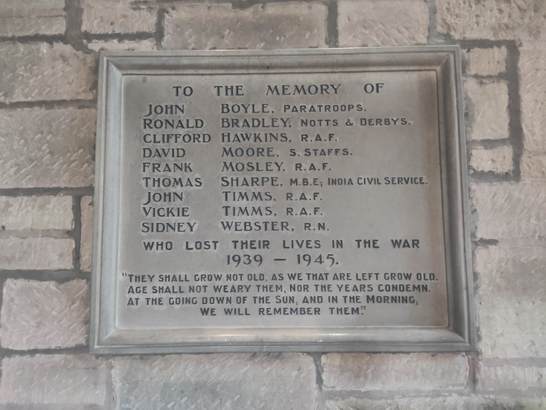 TO THE MEMORY OF
JOHN BOYLE, PARATROOPS.
RONALD BRADLEY, NOTTS & DERBYS.
CLIFFORD HAWKINS, R.A.F.
DAVID MOORE, S. STAFFS.
FRANK MOSLEY, R.A.F.
THOMAS SHARPE, M.B.E; INDIA CIVIL SERVICE.
JOHN TIMMS, R.A.F.
VICKIE TIMMS, R.A.F.
SIDNEY WEBSTER, R.N.
WHO LOST THEIR LIVES IN THE WAR
1939 — 1945.
"THEY SHALL GROW NOT OLD, AS WE THAT ARE LEFT GROW OLD.
AGE SHALL NOT WEARY THEM, NOR THE YEARS CONDEMN.
AT THE GOING DOWN OF THE SUN, AND IN THE MORNING,
WE WILL REMEMBER THEM."